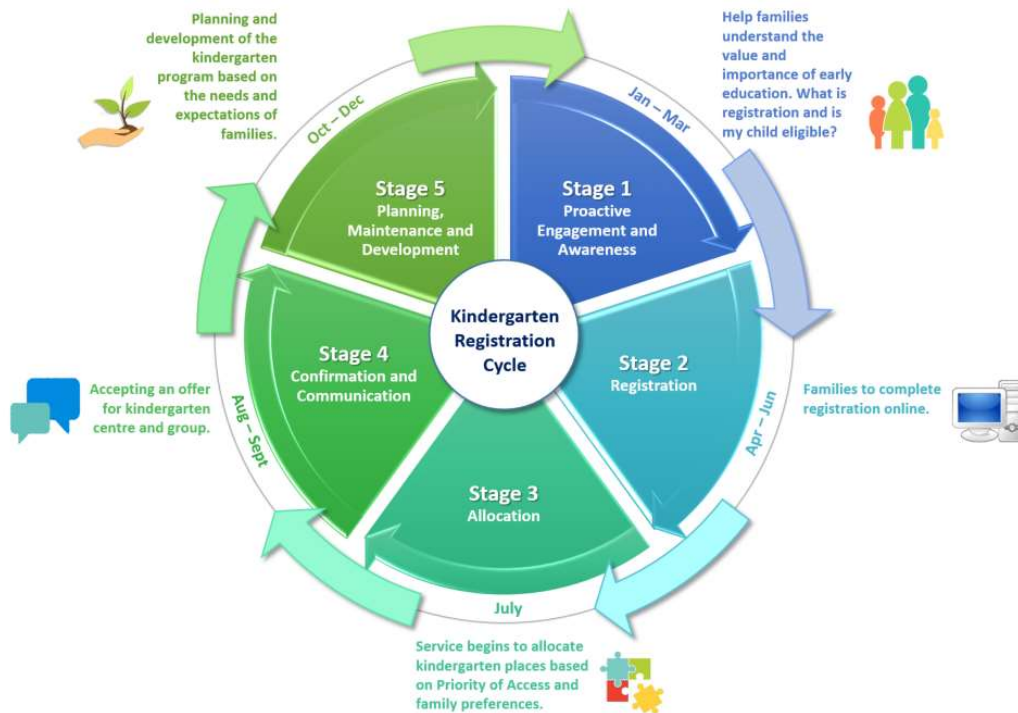 Kindergarten
Registration
Cycle
Jan – Mar
Stage 1
Proactive
Engagement and
Awareness
Help families
understand the
value and
importance of early
education. What is
registration and is
my child eligible?
Apr – Jun
Stage 2
Registration
Families to complete
registration online.
July
Stage 3
Allocation
Service begins to allocate
kindergarten places based
on Priority of Access and
family preferences.
Aug – Sept
Stage 4
Confirmation and
Communication
Accepting an offer
for kindergarten
centre and group.
Oct – Dec
Stage 5
Planning,
Maintenance and
Development
Planning and
development of the
kindergarten
program based on
the needs and
expectations of
families.